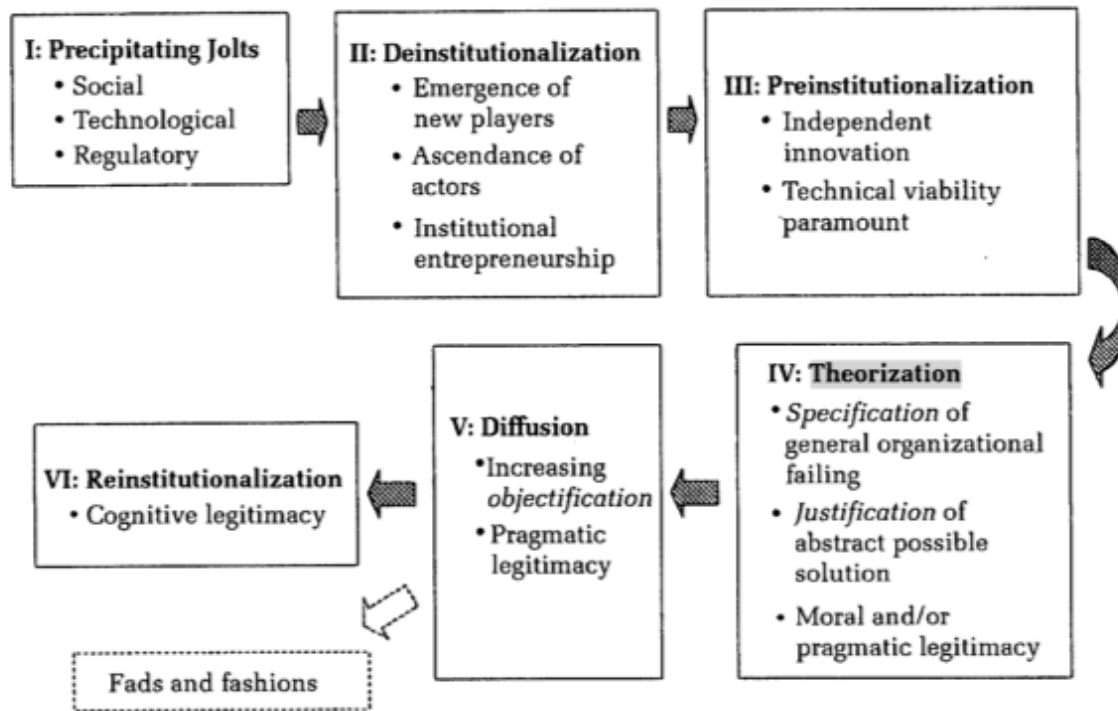 I: Precipitating Jolts
• Social
• Technological
• Regulatory
II: Deinstitutionalization
• Emergence of
new players
• Ascendance of
actors
• Institutional
entrepreneurship
III: Preinstitutionalization
• Independent
innovation
• Technical viability
paramount
IV: Theorization
• Specification of
general organizational
failing
• Justification of
abstract possible
solution
• Moral and/or
pragmatic legitimacy
V: Diffusion
• Increasing
objectification
• Pragmatic
legitimacy
VI: Reinstitutionalization
• Cognitive legitimacy
Fads and fashions